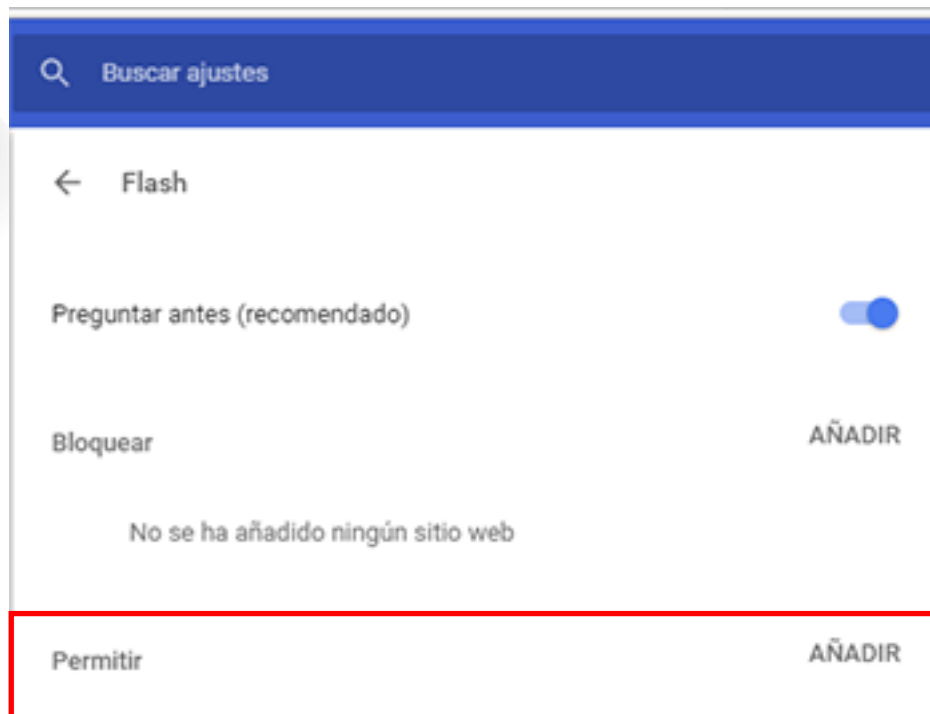 Buscar ajustes
Flash
Preguntar antes (recomendado)
Bloquear AÑADIR
No se ha añadido ningún sitio web
Permitir AÑADIR